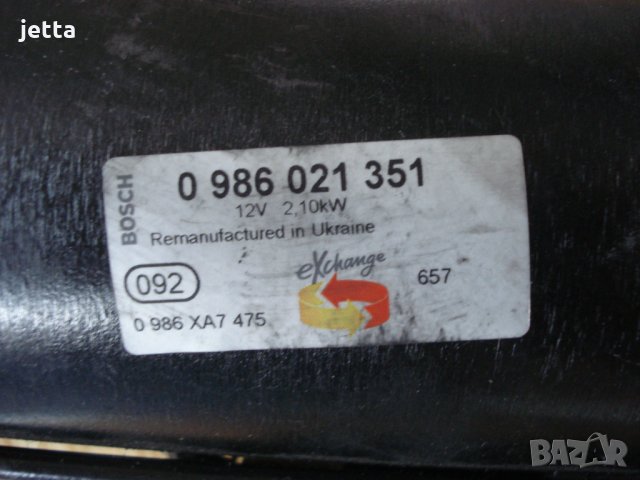 jetta
BOSCH
0 986 021 351
12V 2,10kW
Remanufactured in Ukraine
092
eXchange
657
0 986 XA7 475
BAZAR